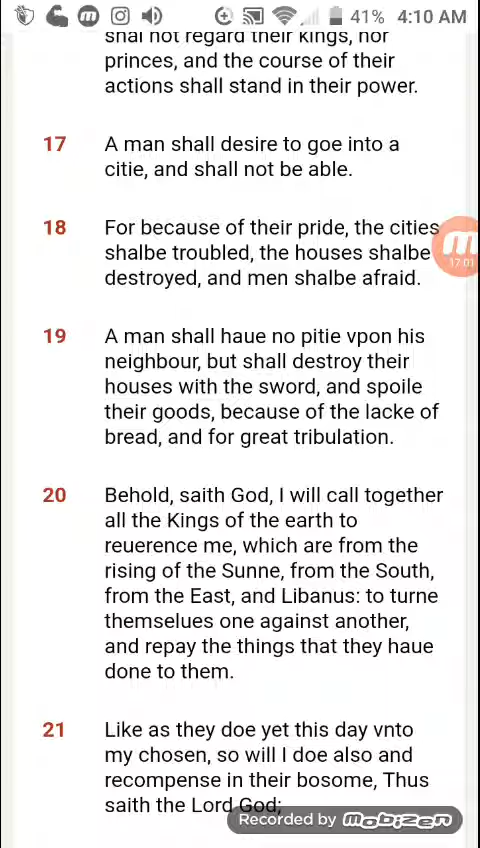 41% 4:10 AM
shal not regard their kings, nor
princes, and the course of their
actions shall stand in their power.
17 A man shall desire to goe into a
citie, and shall not be able.
18 For because of their pride, the cities
shalbe troubled, the houses shalbe
destroyed, and men shalbe afraid.
17:01
19 A man shall haue no pitie vpon his
neighbour, but shall destroy their
houses with the sword, and spoile
their goods, because of the lacke of
bread, and for great tribulation.
20 Behold, saith God, I will call together
all the Kings of the earth to
reuerence me, which are from the
rising of the Sunne, from the South,
from the East, and Libanus: to turne
themselues one against another,
and repay the things that they haue
done to them.
21 Like as they doe yet this day vnto
my chosen, so will I doe also and
recompense in their bosome, Thus
saith the Lord God;
Recorded by mobizen